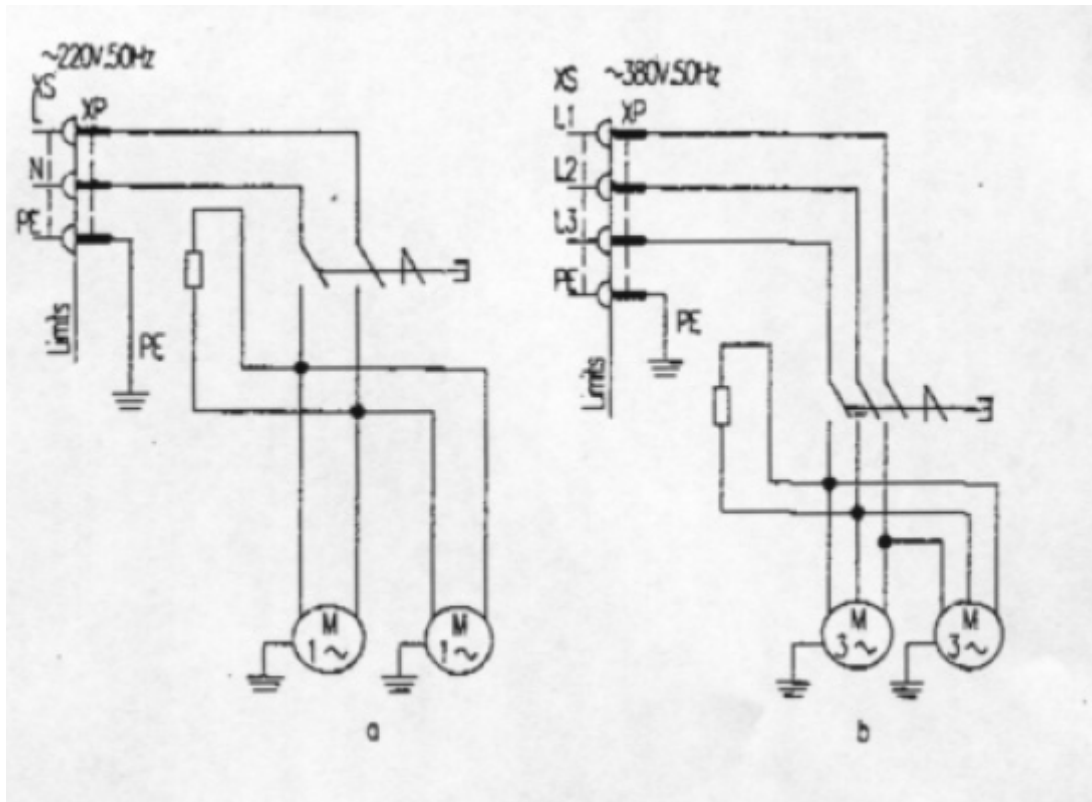 ~220V.50Hz
XS
L
XP
N
PE
Limits
PE
M
1~
M
1~
a
~380V.50Hz
XS
XP
L1
L2
L3
PE
PE
Limits
M
3~
M
3~
b